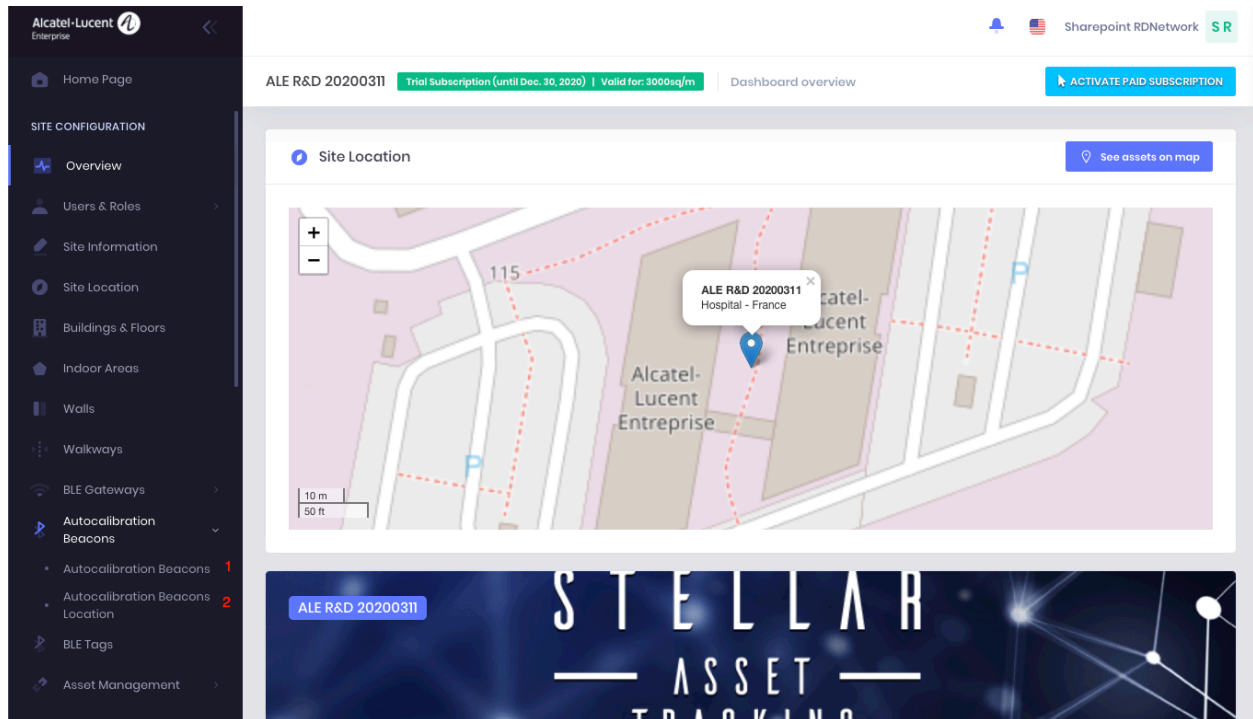 Alcatel·Lucent
Enterprise
Home Page
SITE CONFIGURATION
Overview
Users & Roles
Site Information
Site Location
Buildings & Floors
Indoor Areas
Walls
Walkways
BLE Gateways
Autocalibration
Beacons
Autocalibration Beacons 1
Autocalibration Beacons 2
Location
BLE Tags
Asset Management
Sharepoint RDNetwork S R
ALE R&D 20200311 Trial Subscription (until Dec. 30, 2020) | Valid for: 3000sq/m Dashboard overview ACTIVATE PAID SUBSCRIPTION
Site Location See assets on map
+
−
115
ALE R&D 20200311 ×
Hospital - France
P
catel-
ucent
Entreprise
Alcatel-
Lucent
Entreprise
P
10 m
50 ft
ALE R&D 20200311
STELLAR
ASSET
TRACKING